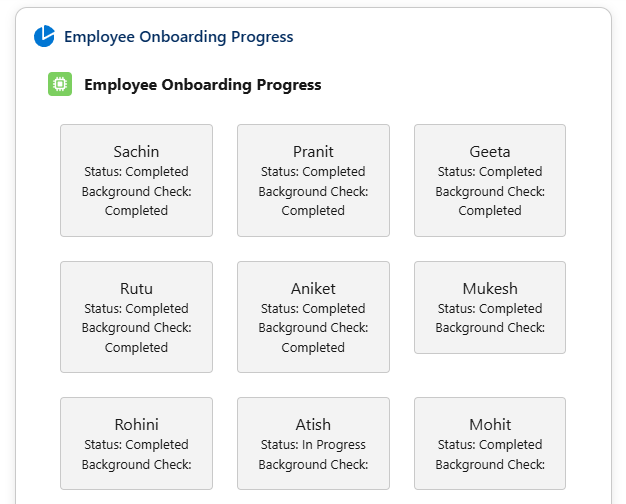 Employee Onboarding Progress
Employee Onboarding Progress
Sachin
Status: Completed
Background Check:
Completed
Pranit
Status: Completed
Background Check:
Completed
Geeta
Status: Completed
Background Check:
Completed
Rutu
Status: Completed
Background Check:
Completed
Aniket
Status: Completed
Background Check:
Completed
Mukesh
Status: Completed
Background Check:
Rohini
Status: Completed
Background Check:
Atish
Status: In Progress
Background Check:
Mohit
Status: Completed
Background Check: